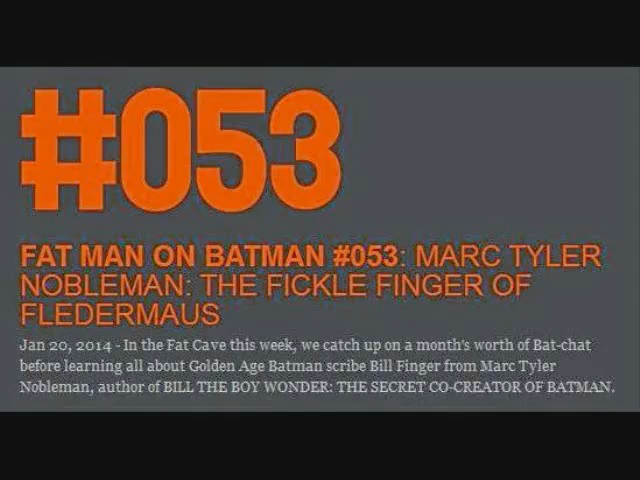 #053
FAT MAN ON BATMAN #053: MARC TYLER
NOBLEMAN: THE FICKLE FINGER OF
FLEDERMAUS
Jan 20, 2014 - In the Fat Cave this week, we catch up on a month's worth of Bat-chat
before learning all about Golden Age Batman scribe Bill Finger from Marc Tyler
Nobleman, author of BILL THE BOY WONDER: THE SECRET CO-CREATOR OF BATMAN.